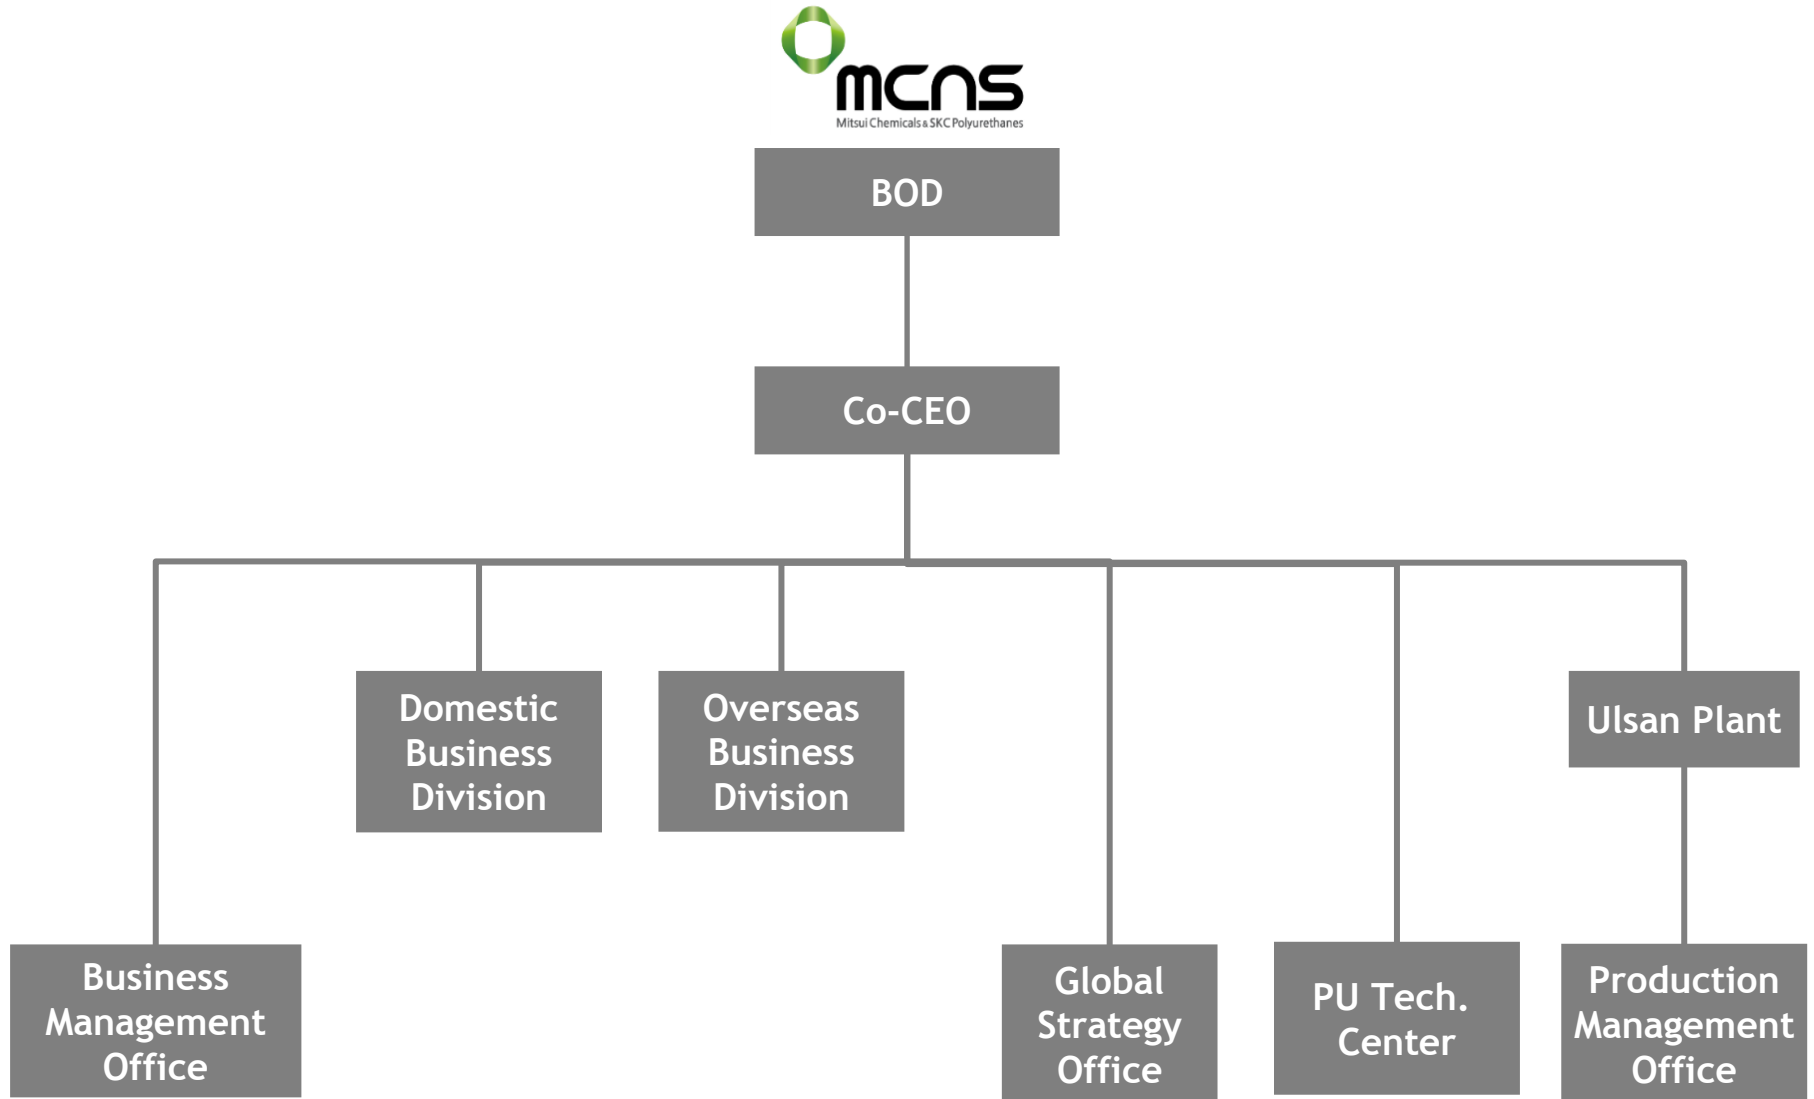 mcns
Mitsui Chemicals & SKC Polyurethanes
BOD
Co-CEO
Domestic
Business
Division
Overseas
Business
Division
Ulsan Plant
Business
Management
Office
Global
Strategy
Office
PU Tech.
Center
Production
Management
Office